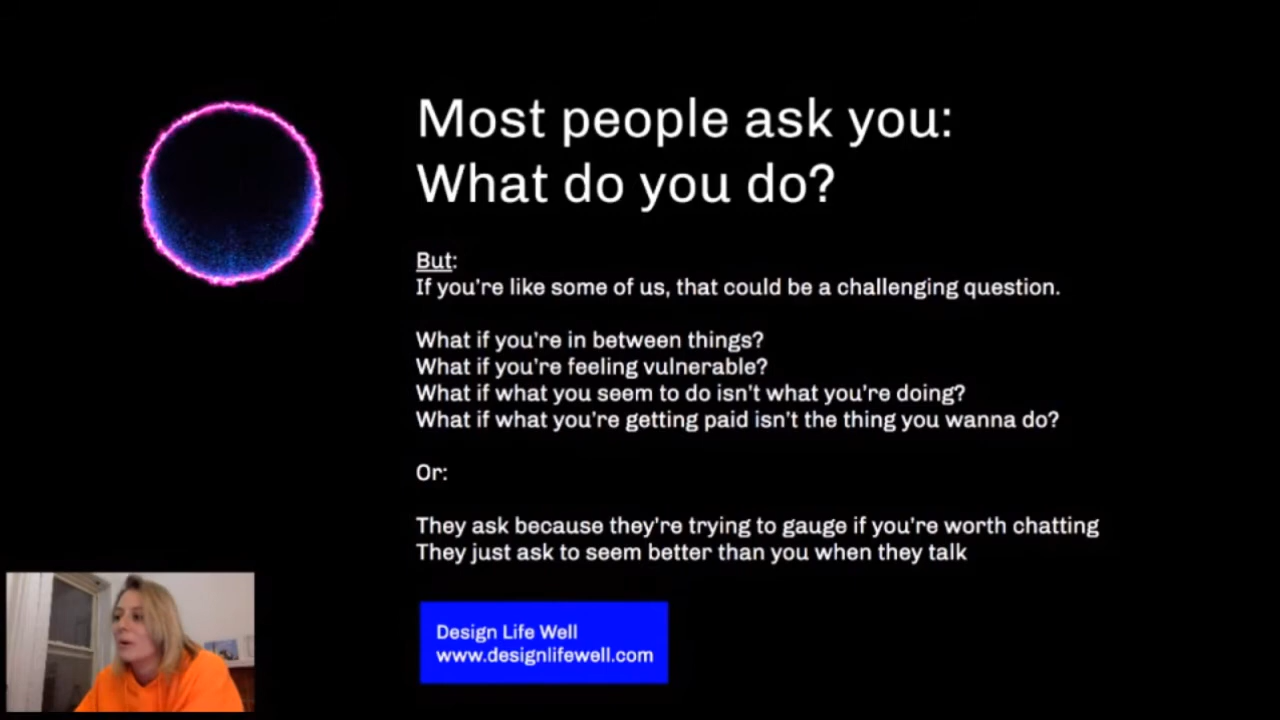 Most people ask you:
What do you do?
But:
If you're like some of us, that could be a challenging question.
What if you're in between things?
What if you're feeling vulnerable?
What if what you seem to do isn't what you're doing?
What if what you're getting paid isn't the thing you wanna do?
Or:
They ask because they're trying to gauge if you're worth chatting
They just ask to seem better than you when they talk
Design Life Well
www.designlifewell.com